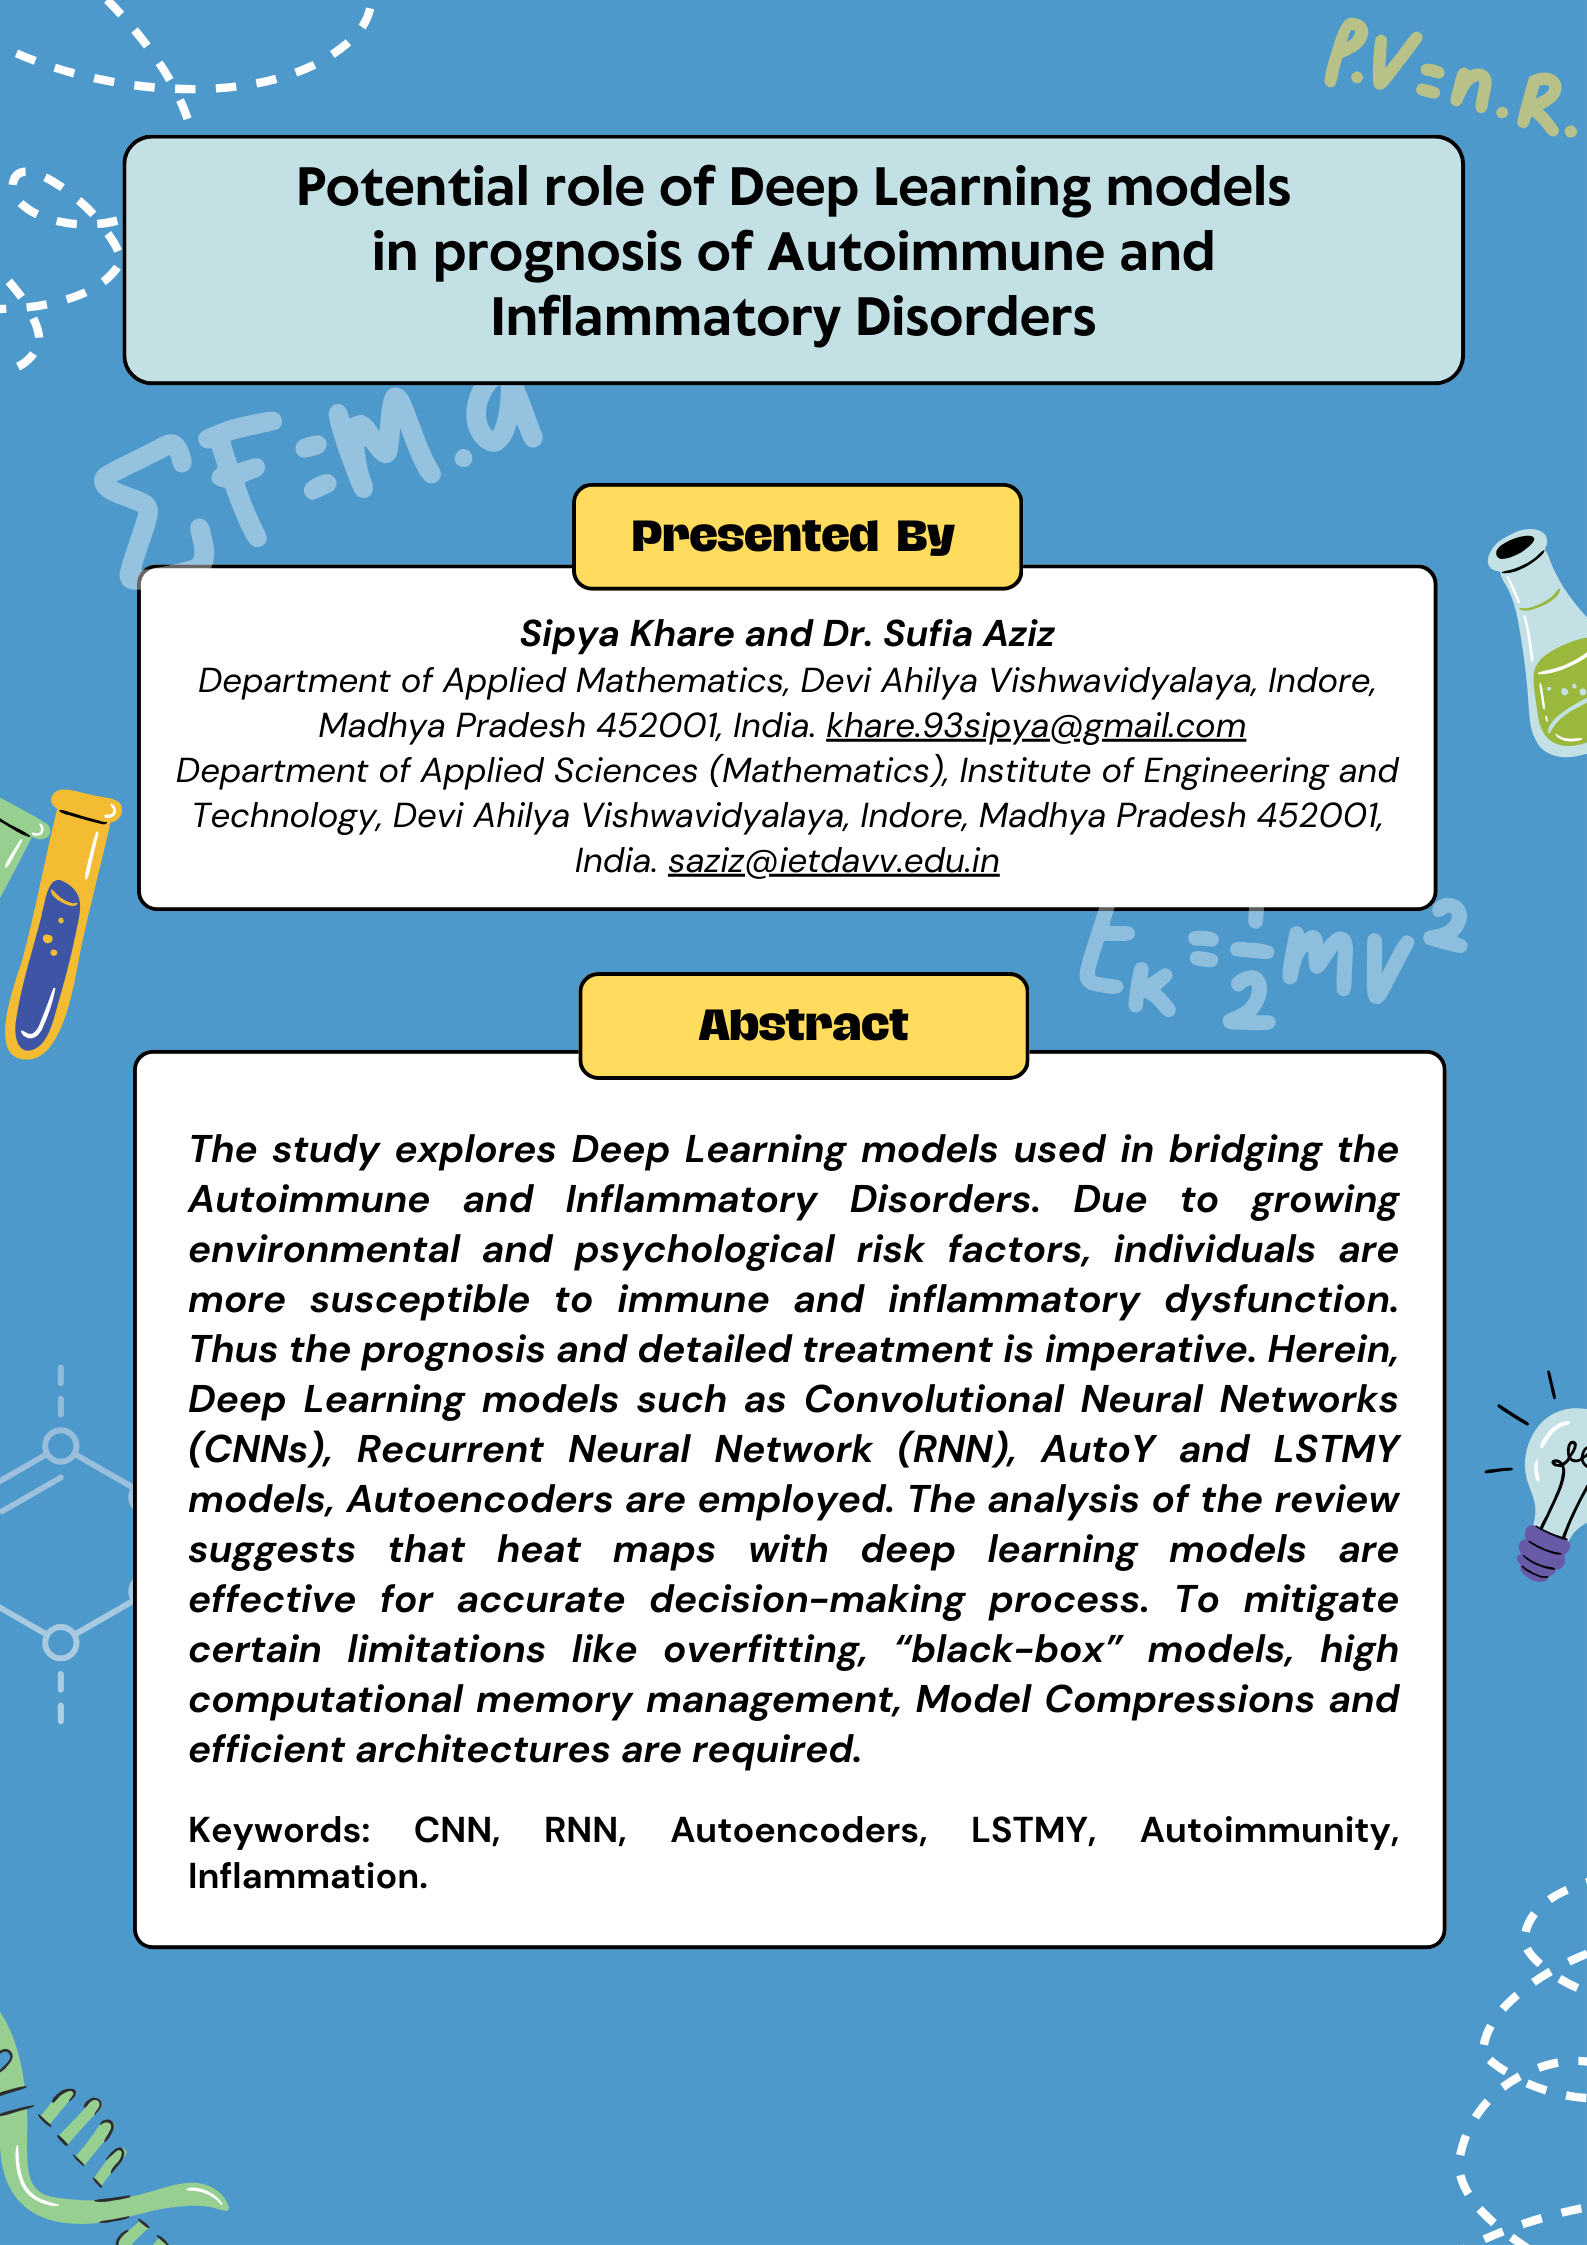 P.V=n.R.
Potential role of Deep Learning models
in prognosis of Autoimmune and
Inflammatory Disorders
ΣF=M.a
Presented By
Sipya Khare and Dr. Sufia Aziz
Department of Applied Mathematics, Devi Ahilya Vishwavidyalaya, Indore,
Madhya Pradesh 452001, India. khare.93sipya@gmail.com
Department of Applied Sciences (Mathematics), Institute of Engineering and
Technology, Devi Ahilya Vishwavidyalaya, Indore, Madhya Pradesh 452001,
India. saziz@ietdavv.edu.in
Eₖ=½mv²
Abstract
The study explores Deep Learning models used in bridging the
Autoimmune and Inflammatory Disorders. Due to growing
environmental and psychological risk factors, individuals are
more susceptible to immune and inflammatory dysfunction.
Thus the prognosis and detailed treatment is imperative. Herein,
Deep Learning models such as Convolutional Neural Networks
(CNNs), Recurrent Neural Network (RNN), AutoY and LSTMY
models, Autoencoders are employed. The analysis of the review
suggests that heat maps with deep learning models are
effective for accurate decision-making process. To mitigate
certain limitations like overfitting, “black-box” models, high
computational memory management, Model Compressions and
efficient architectures are required.
Keywords: CNN, RNN, Autoencoders, LSTMY, Autoimmunity,
Inflammation.